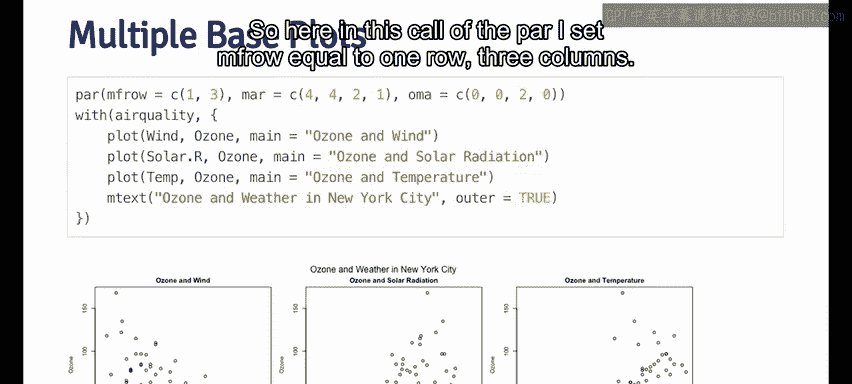 Multiple Base Plots
So here in this call of the par I set
mfrow equal to one row, three columns.
par(mfrow = c(1, 3), mar = c(4, 4, 2, 1), oma = c(0, 0, 2, 0))
with(airquality, {
plot(Wind, Ozone, main = "Ozone and Wind")
plot(Solar.R, Ozone, main = "Ozone and Solar Radiation")
plot(Temp, Ozone, main = "Ozone and Temperature")
mtext("Ozone and Weather in New York City", outer = TRUE)
})
Ozone and Weather in New York City
Ozone and Wind
Ozone and Solar Radiation
Ozone and Temperature
150
150
150
100
100
100
Ozone
Ozone
Ozone